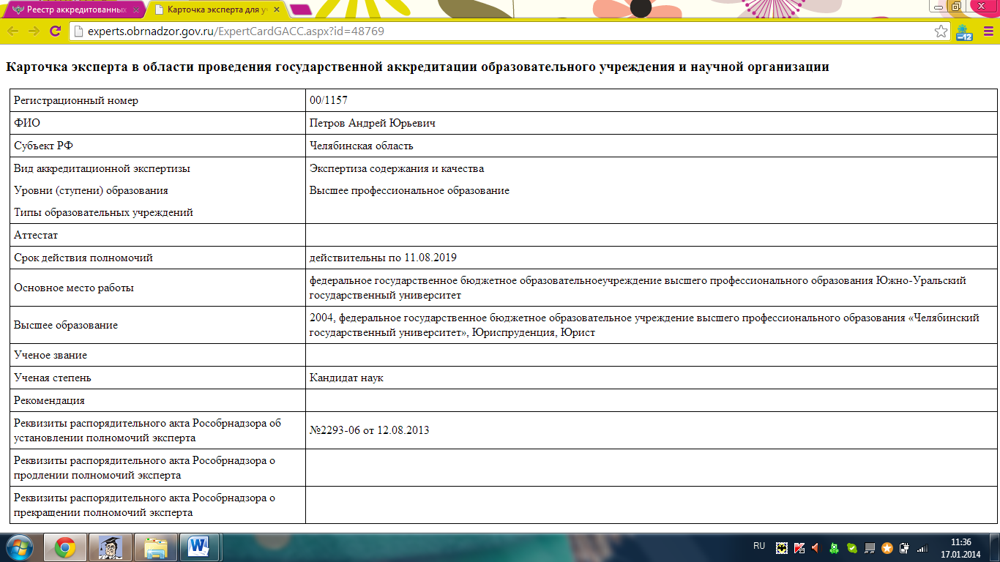 Реестр аккредитованных
Карточка эксперта для у
experts.obrnadzor.gov.ru/ExpertCardGACC.aspx?id=48769
-12
Карточка эксперта в области проведения государственной аккредитации образовательного учреждения и научной организации
Регистрационный номер
00/1157
ФИО
Петров Андрей Юрьевич
Субъект РФ
Челябинская область
Вид аккредитационной экспертизы
Экспертиза содержания и качества
Уровни (ступени) образования
Высшее профессиональное образование
Типы образовательных учреждений
Аттестат
Срок действия полномочий
действительны по 11.08.2019
Основное место работы
федеральное государственное бюджетное образовательноеучреждение высшего профессионального образования Южно-Уральский
государственный университет
Высшее образование
2004, федеральное государственное бюджетное образовательное учреждение высшего профессионального образования «Челябинский
государственный университет», Юриспруденция, Юрист
Ученое звание
Ученая степень
Кандидат наук
Рекомендация
Реквизиты распорядительного акта Рособрнадзора об
установлении полномочий эксперта
№2293-06 от 12.08.2013
Реквизиты распорядительного акта Рособрнадзора о
продлении полномочий эксперта
Реквизиты распорядительного акта Рособрнадзора о
прекращении полномочий эксперта
RU
11:36
17.01.2014